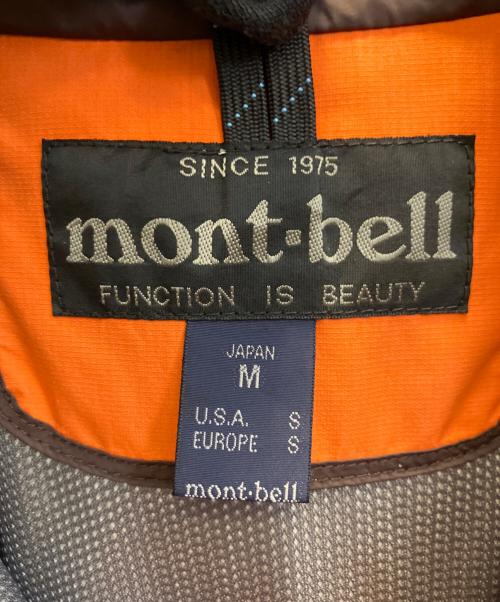 SINCE 1975
mont-bell
FUNCTION IS BEAUTY
JAPAN
M
U.S.A. S
EUROPE S
mont-bell